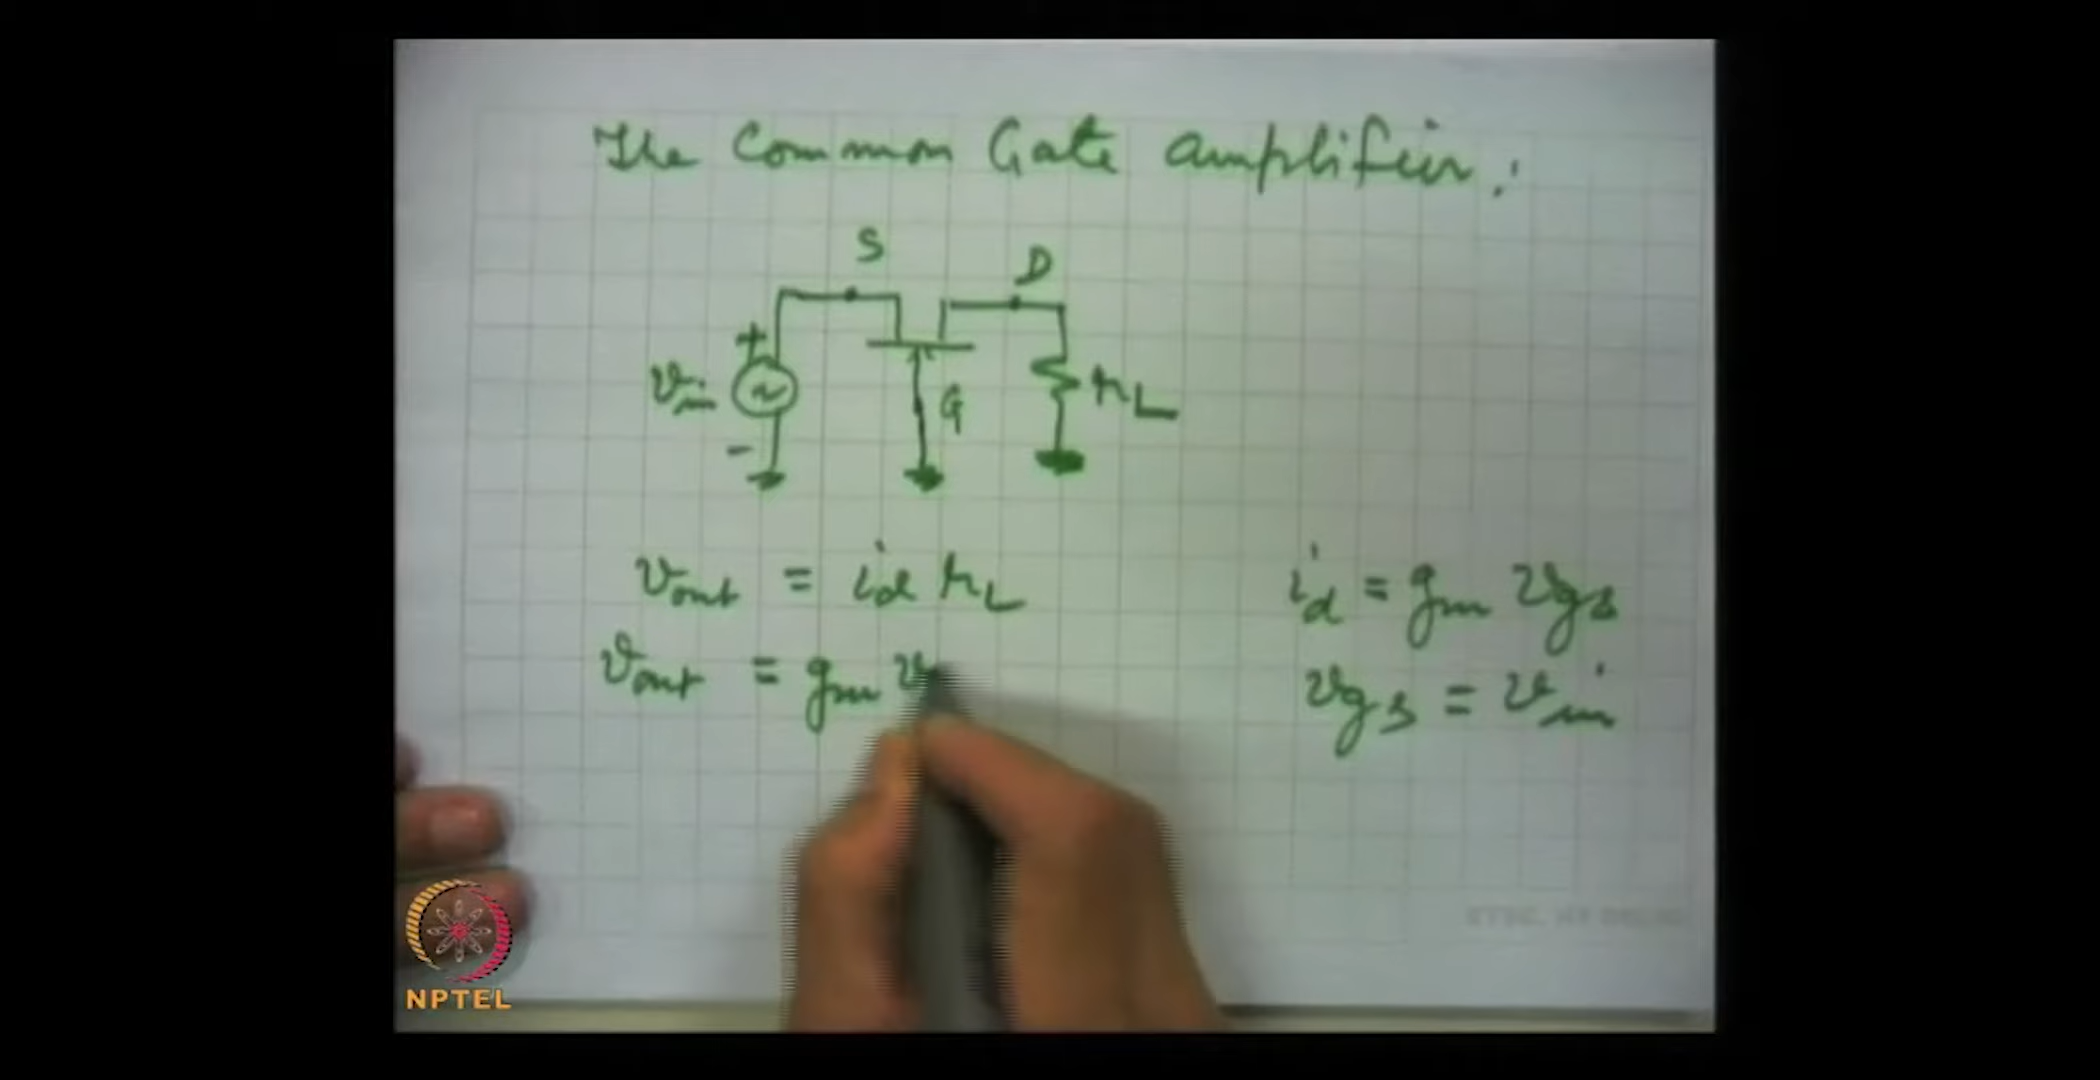 The Common Gate amplifier.
S
D
+
vin
G
rL
-
vout = id rL
id = gm vgs
vout = gm v
vgs = vin
NPTEL